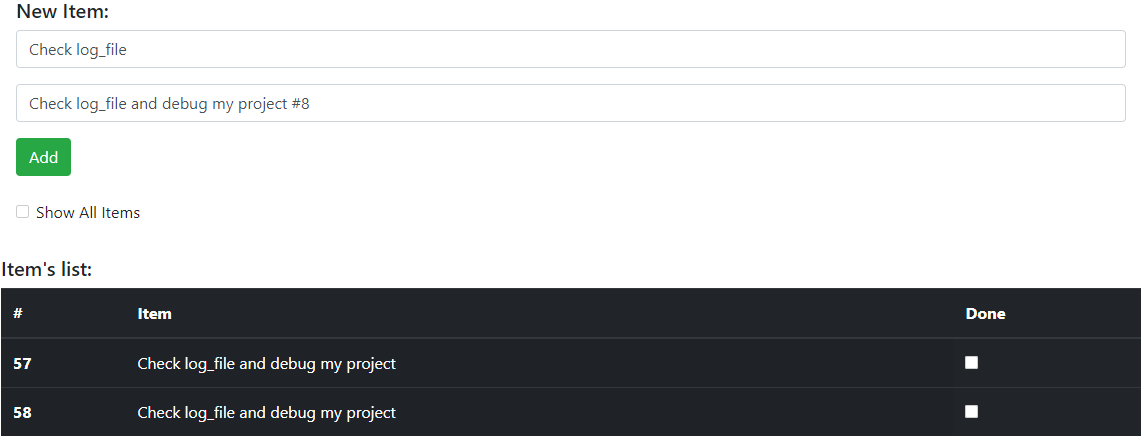 New Item:
Check log_file
Check log_file and debug my project #8
Add
Show All Items
Item's list:
# Item Done
57 Check log_file and debug my project
58 Check log_file and debug my project